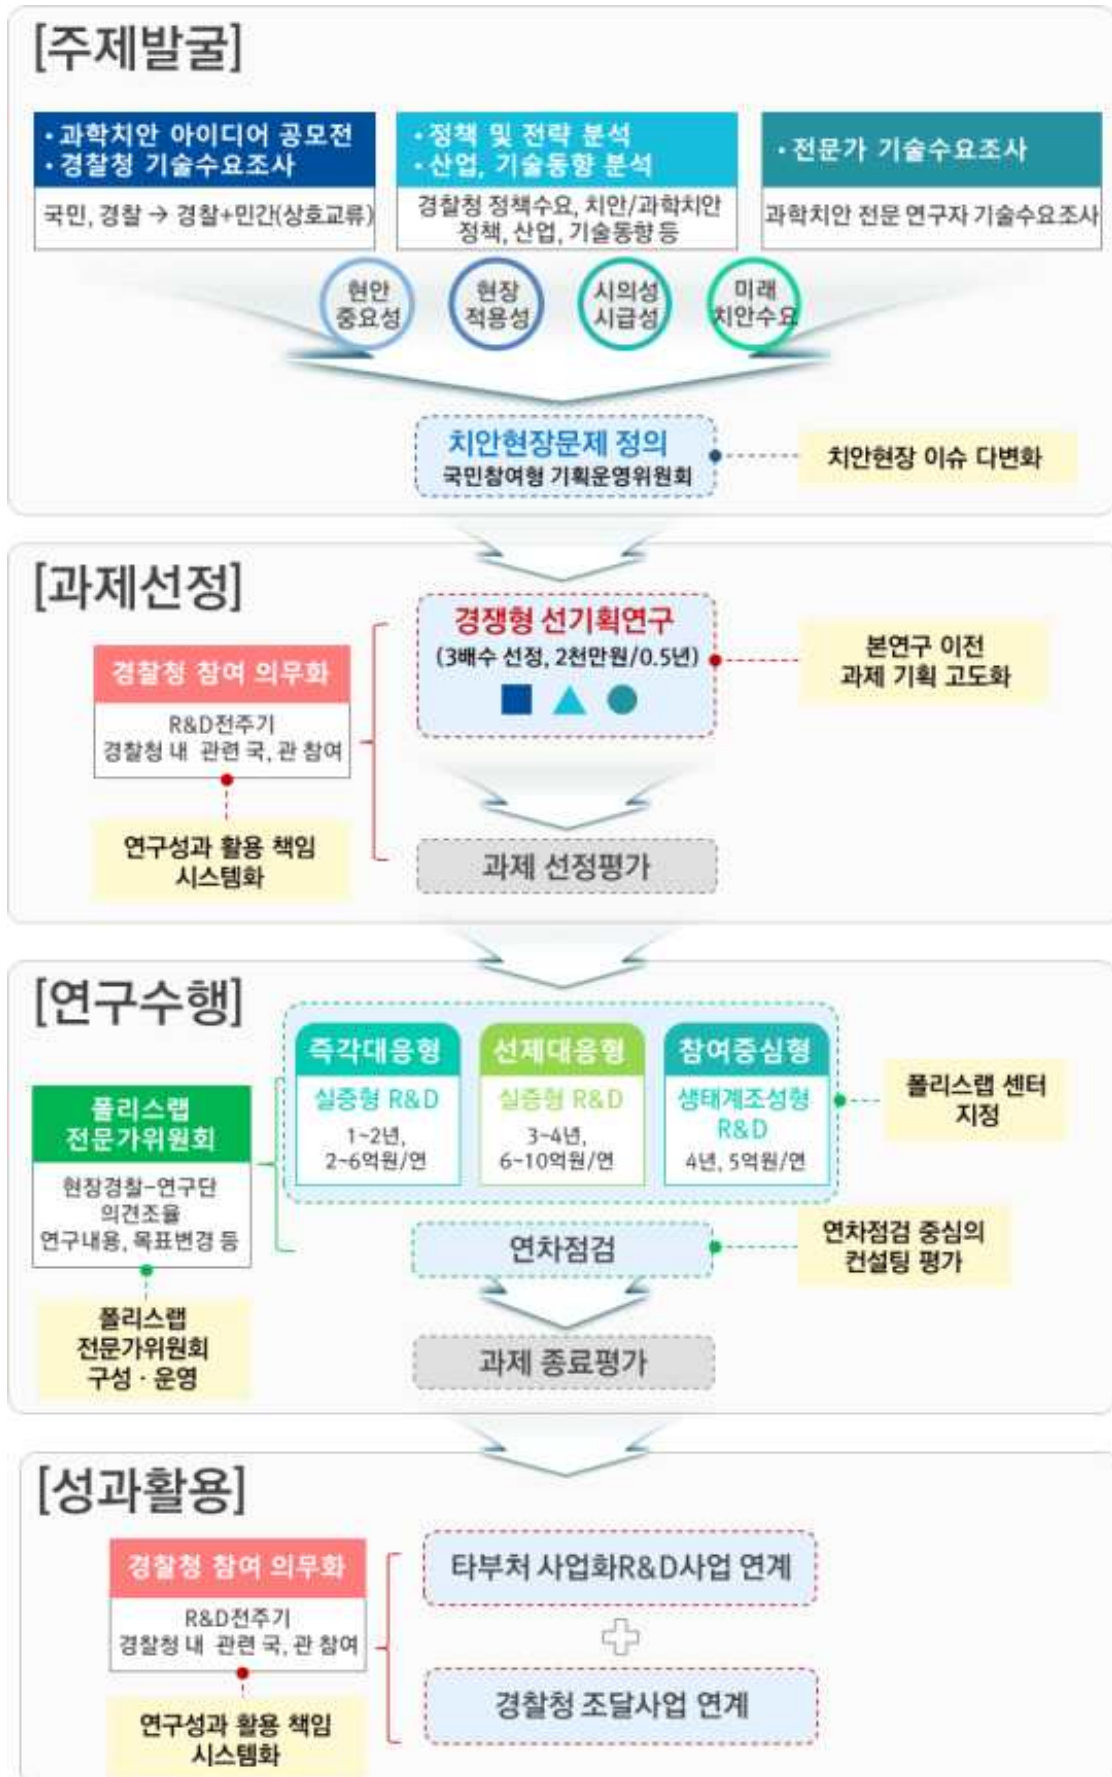 [주제발굴]
• 과학치안 아이디어 공모전
• 경찰청 기술수요조사
국민, 경찰 → 경찰+민간(상호교류)
• 정책 및 전략 분석
• 산업, 기술동향 분석
경찰청 정책수요, 치안/과학치안
정책, 산업, 기술동향 등
• 전문가 기술수요조사
과학치안 전문 연구자 기술수요조사
현안
중요성
현장
적용성
시의성
시급성
미래
치안수요
치안현장문제 정의
국민참여형 기획운영위원회
치안현장 이슈 다변화
[과제선정]
경쟁형 선기획연구
(3배수 선정, 2천만원/0.5년)
본연구 이전
과제 기획 고도화
경찰청 참여 의무화
R&D전주기
경찰청 내 관련 국, 관 참여
연구성과 활용 책임
시스템화
과제 선정평가
[연구수행]
즉각대응형
실증형 R&D
1~2년,
2~6억원/연
선제대응형
실증형 R&D
3~4년,
6~10억원/연
참여중심형
생태계조성형
R&D
4년, 5억원/연
폴리스랩 센터
지정
폴리스랩
전문가위원회
현장경찰-연구단
의견조율
연구내용, 목표변경 등
연차점검
연차점검 중심의
컨설팅 평가
폴리스랩
전문가위원회
구성 · 운영
과제 종료평가
[성과활용]
경찰청 참여 의무화
R&D전주기
경찰청 내 관련 국, 관 참여
연구성과 활용 책임
시스템화
타부처 사업화R&D사업 연계
경찰청 조달사업 연계